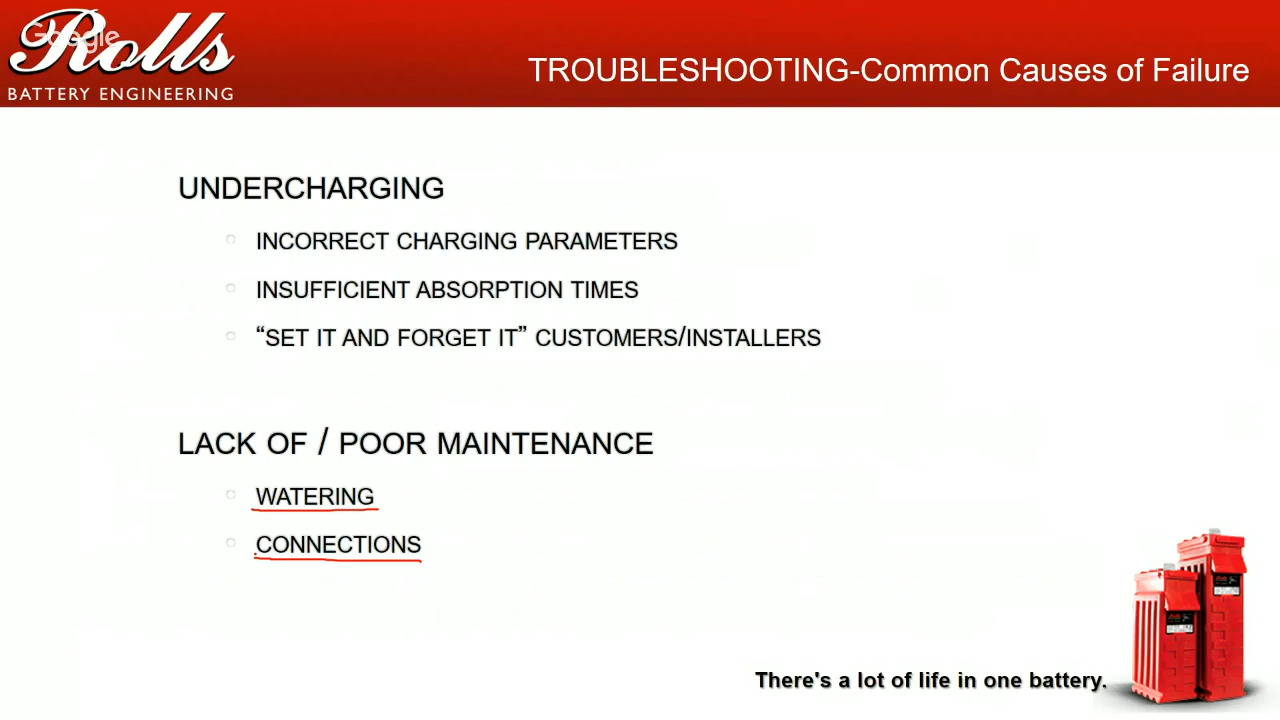 Rolls
Google
BATTERY ENGINEERING
TROUBLESHOOTING-Common Causes of Failure
UNDERCHARGING
INCORRECT CHARGING PARAMETERS
INSUFFICIENT ABSORPTION TIMES
“SET IT AND FORGET IT” CUSTOMERS/INSTALLERS
LACK OF / POOR MAINTENANCE
WATERING
CONNECTIONS
There's a lot of life in one battery.